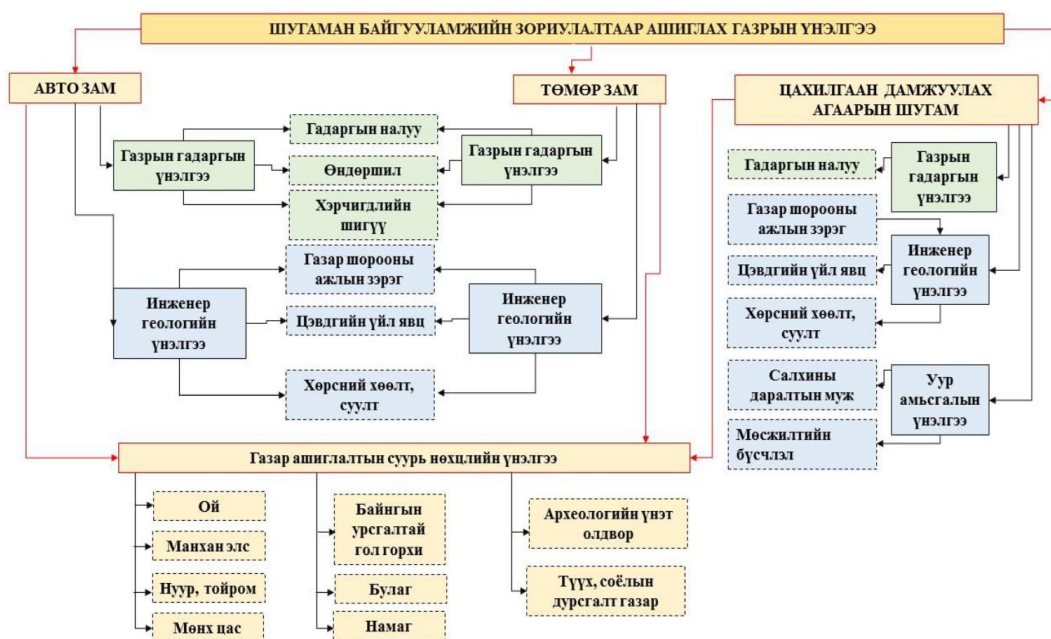 ШУГАМАН БАЙГУУЛАМЖИЙН ЗОРИУЛАЛТААР АШИГЛАХ ГАЗРЫН ҮНЭЛГЭЭ
АВТО ЗАМ
ТӨМӨР ЗАМ
ЦАХИЛГААН ДАМЖУУЛАХ
АГААРЫН ШУГАМ
Газрын гадаргын
үнэлгээ
Гадаргын налуу
Өндөршил
Хэрчигдлийн
шигүү
Газрын гадаргын
үнэлгээ
Инженер
геологийн
үнэлгээ
Газар шорооны
ажлын зэрэг
Цэвдгийн үйл явц
Хөрсний хөөлт,
суулт
Инженер
геологийн
үнэлгээ
Гадаргын налуу
Газрын
гадаргын
үнэлгээ
Газар шорооны
ажлын зэрэг
Цэвдгийн үйл явц
Хөрсний хөөлт,
суулт
Инженер
геологийн
үнэлгээ
Салхины
даралтын муж
Мөсжилтийн
бүсчлэл
Уур
амьсгалын
үнэлгээ
Газар ашиглалтын суурь нөхцлийн үнэлгээ
Ой
Манхан элс
Нуур, тойром
Мөнх цас
Байнгын
урсгалтай
гол горхи
Булаг
Намаг
Археологийн үнэт
олдвор
Түүх, соёлын
дурсгалт газар